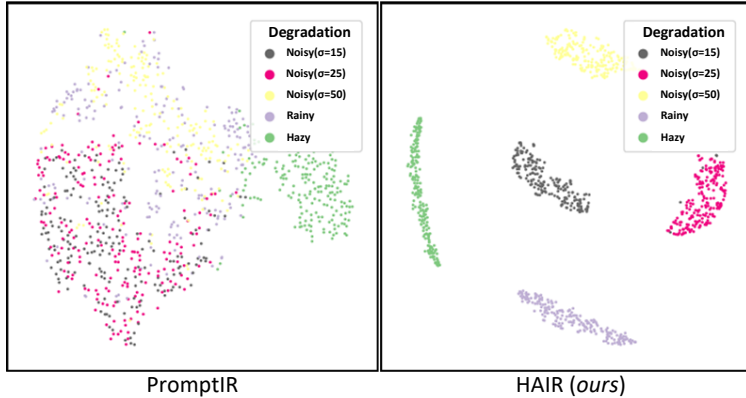 Degradation
Noisy(σ=15)
Noisy(σ=25)
Noisy(σ=50)
Rainy
Hazy
Degradation
Noisy(σ=15)
Noisy(σ=25)
Noisy(σ=50)
Rainy
Hazy
PromptIR
HAIR (ours)